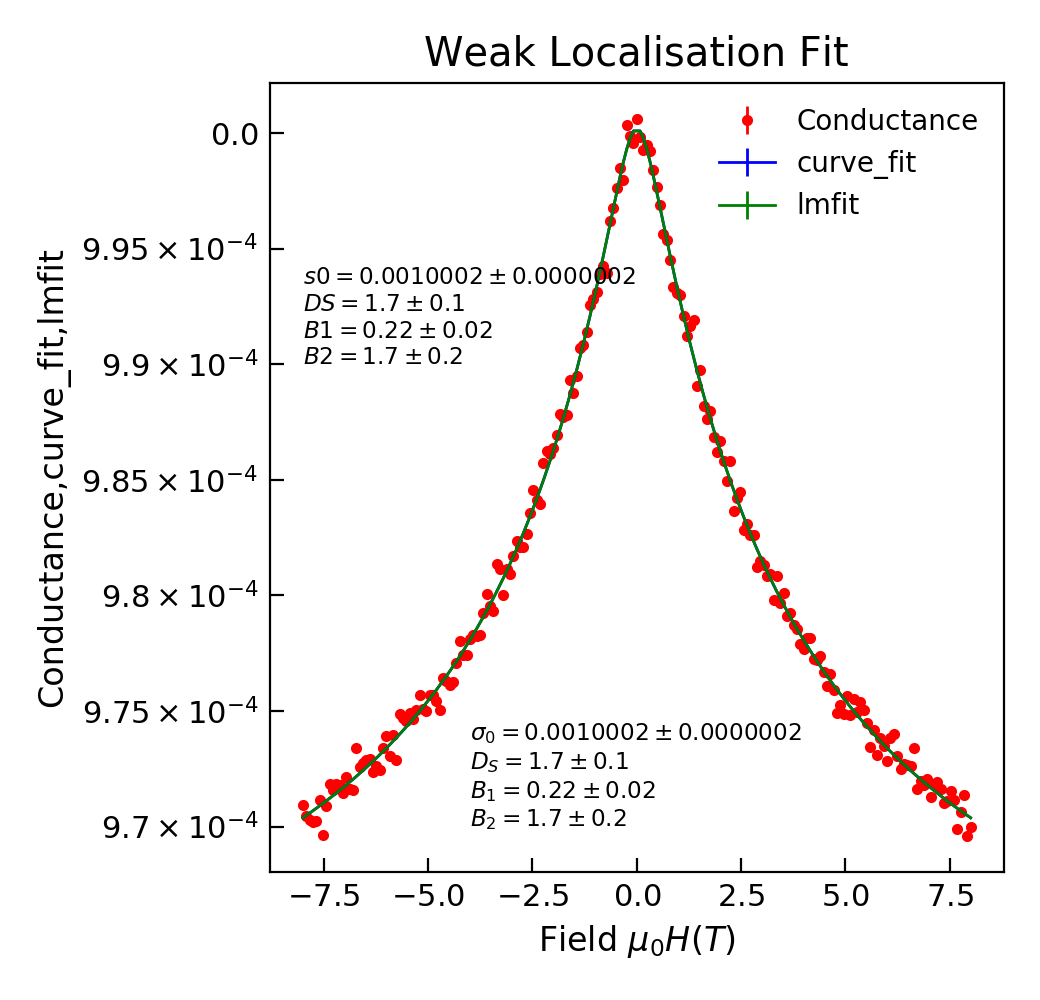 Weak Localisation Fit
Conductance
curve_fit
lmfit
Conductance,curve_fit,lmfit
0.0
9.95 × 10⁻⁴
9.9 × 10⁻⁴
9.85 × 10⁻⁴
9.8 × 10⁻⁴
9.75 × 10⁻⁴
9.7 × 10⁻⁴
s0 = 0.0010002 ± 0.0000002
DS = 1.7 ± 0.1
B1 = 0.22 ± 0.02
B2 = 1.7 ± 0.2
σ₀ = 0.0010002 ± 0.0000002
D_S = 1.7 ± 0.1
B₁ = 0.22 ± 0.02
B₂ = 1.7 ± 0.2
−7.5 −5.0 −2.5 0.0 2.5 5.0 7.5
Field μ₀H(T)